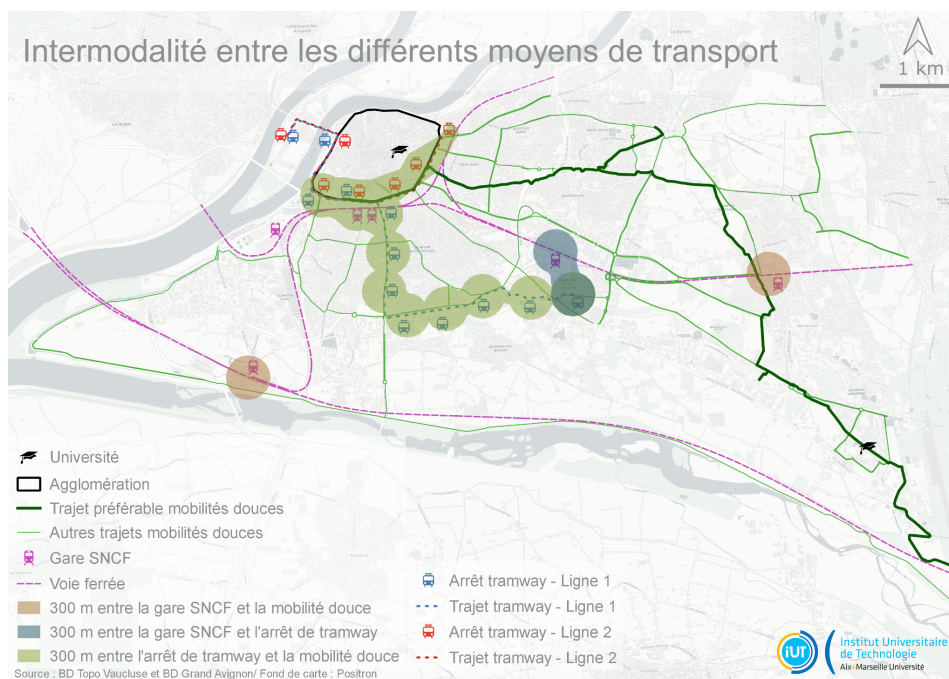 Intermodalité entre les différents moyens de transport
1 km
Université
Agglomération
Trajet préférable mobilités douces
Autres trajets mobilités douces
Gare SNCF
Voie ferrée
300 m entre la gare SNCF et la mobilité douce
300 m entre la gare SNCF et l'arrêt de tramway
300 m entre l'arrêt de tramway et la mobilité douce
Arrêt tramway - Ligne 1
Trajet tramway - Ligne 1
Arrêt tramway - Ligne 2
Trajet tramway - Ligne 2
Source : BD Topo Vaucluse et BD Grand Avignon/ Fond de carte : Positron
iUT
Institut Universitaire
de Technologie
Aix*Marseille Université